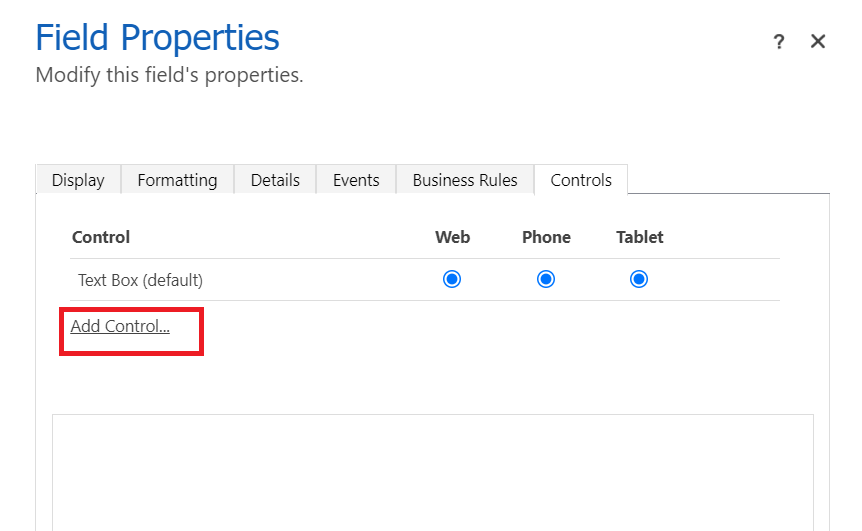 Field Properties
? ✕
Modify this field's properties.
Display Formatting Details Events Business Rules Controls
Control Web Phone Tablet
Text Box (default)
Add Control...